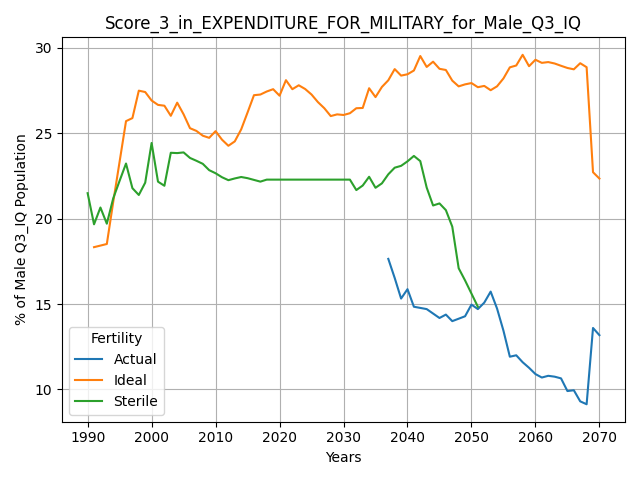 Score_3_in_EXPENDITURE_FOR_MILITARY_for_Male_Q3_IQ
% of Male Q3_IQ Population
30
25
20
15
10
Fertility
Actual
Ideal
Sterile
1990 2000 2010 2020 2030 2040 2050 2060 2070
Years